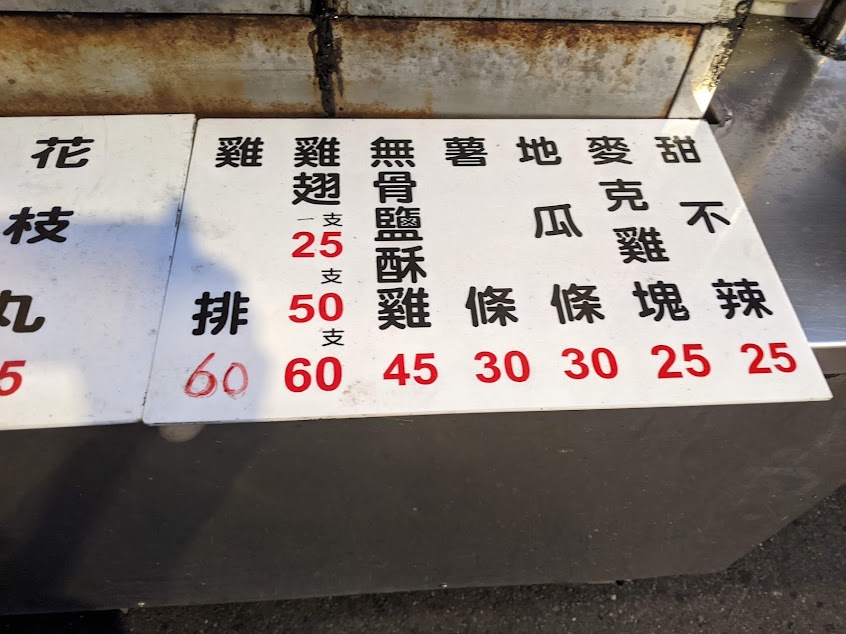 甜不辣
25
麥克雞塊
25
地瓜條
30
薯條
30
無骨鹽酥雞
45
雞翅
一支
25
支
50
支
60
雞排
60
花枝丸
5